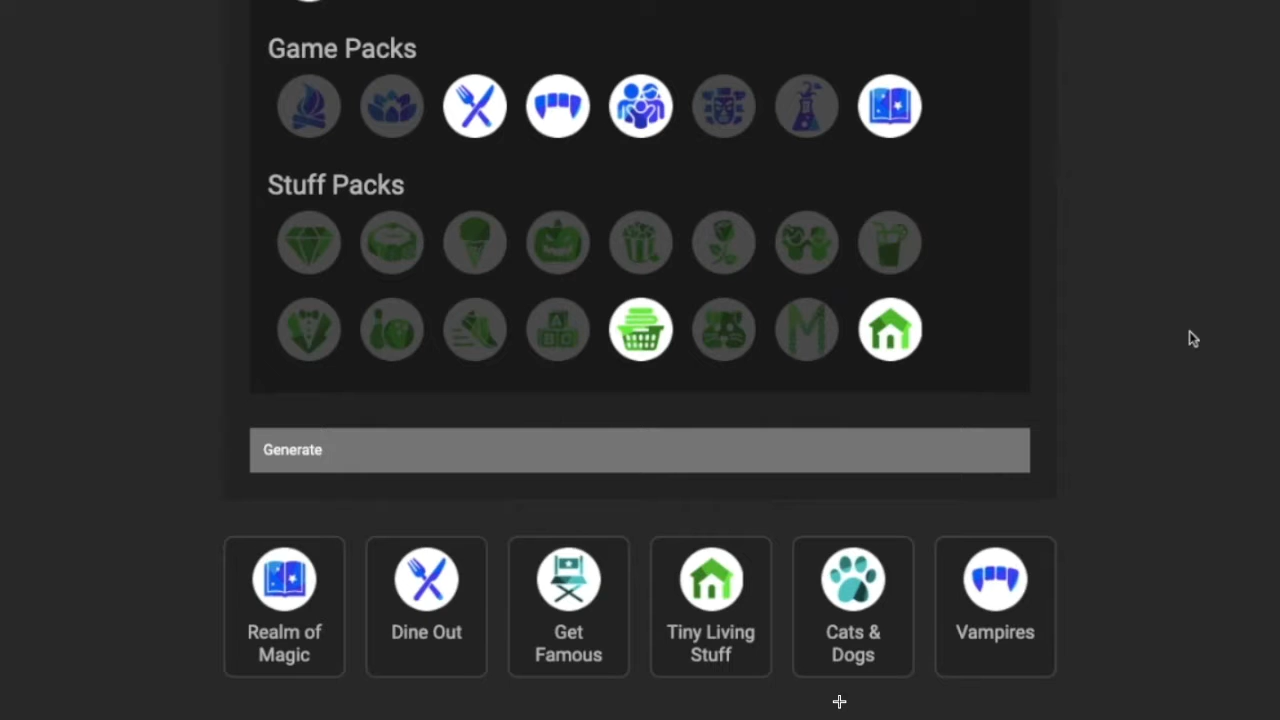 Game Packs
Stuff Packs
Generate
Realm of
Magic
Dine Out
Get
Famous
Tiny Living
Stuff
Cats &
Dogs
Vampires